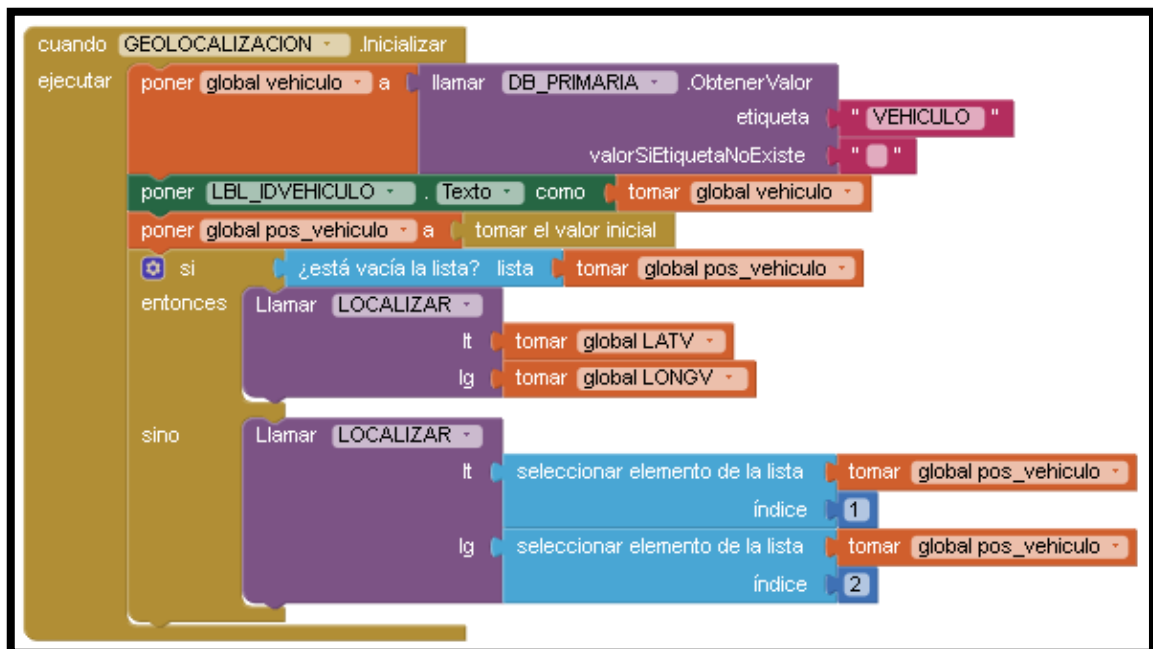 cuando GEOLOCALIZACION .Inicializar
ejecutar poner global vehiculo a llamar DB_PRIMARIA .ObtenerValor
etiqueta " VEHICULO "
valorSiEtiquetaNoExiste " "
poner LBL_IDVEHICULO . Texto como tomar global vehiculo
poner global pos_vehiculo a tomar el valor inicial
si ¿está vacía la lista? lista tomar global pos_vehiculo
entonces Llamar LOCALIZAR
lt tomar global LATV
lg tomar global LONGV
sino Llamar LOCALIZAR
lt seleccionar elemento de la lista tomar global pos_vehiculo
índice 1
lg seleccionar elemento de la lista tomar global pos_vehiculo
índice 2